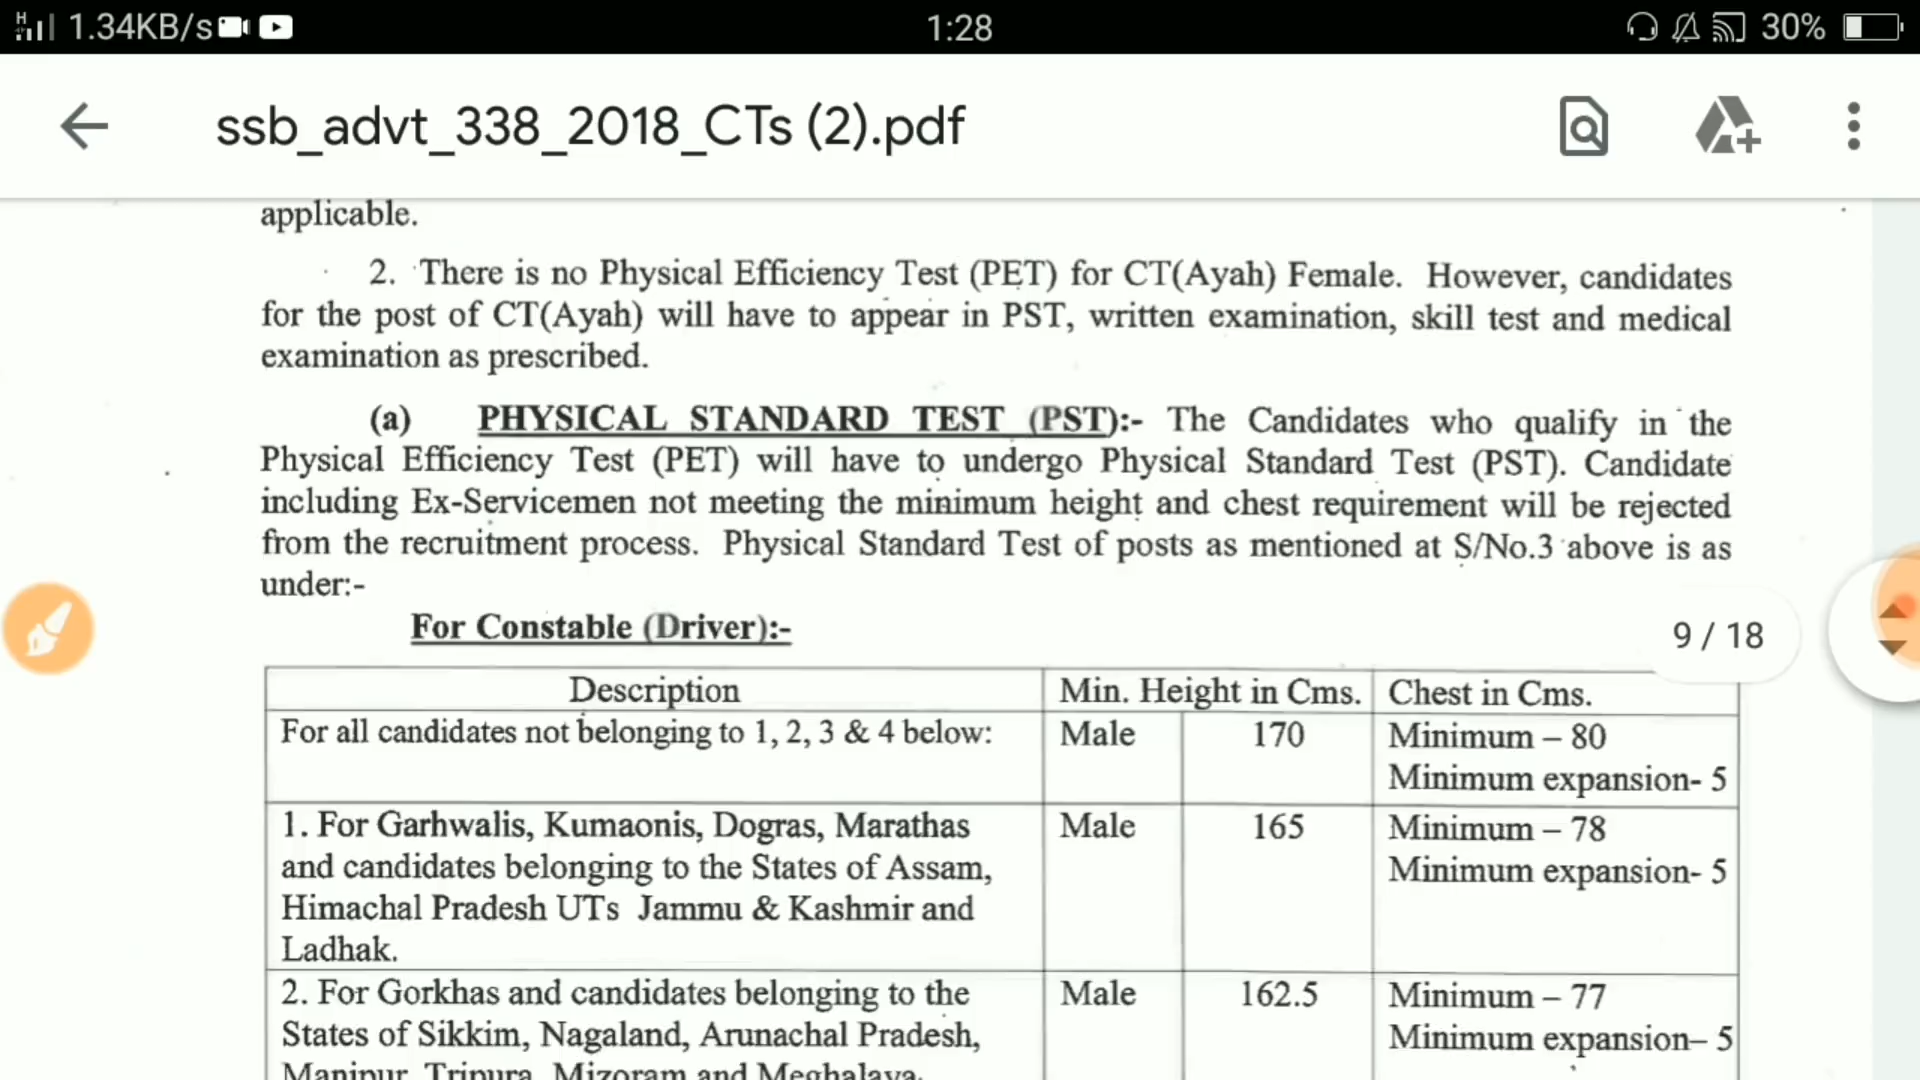 1.34KB/s 1:28 30%
ssb_advt_338_2018_CTs (2).pdf
applicable.
2. There is no Physical Efficiency Test (PET) for CT(Ayah) Female. However, candidates
for the post of CT(Ayah) will have to appear in PST, written examination, skill test and medical
examination as prescribed.
(a) PHYSICAL STANDARD TEST (PST):- The Candidates who qualify in the
Physical Efficiency Test (PET) will have to undergo Physical Standard Test (PST). Candidate
including Ex-Servicemen not meeting the minimum height and chest requirement will be rejected
from the recruitment process. Physical Standard Test of posts as mentioned at S/No.3 above is as
under:-
For Constable (Driver):-
9 / 18
Description Min. Height in Cms. Chest in Cms.
For all candidates not belonging to 1, 2, 3 & 4 below: Male 170 Minimum – 80
Minimum expansion- 5
1. For Garhwalis, Kumaonis, Dogras, Marathas Male 165 Minimum – 78
and candidates belonging to the States of Assam, Minimum expansion- 5
Himachal Pradesh UTs Jammu & Kashmir and
Ladhak.
2. For Gorkhas and candidates belonging to the Male 162.5 Minimum – 77
States of Sikkim, Nagaland, Arunachal Pradesh, Minimum expansion– 5
Manipur, Tripura, Mizoram and Meghalaya.